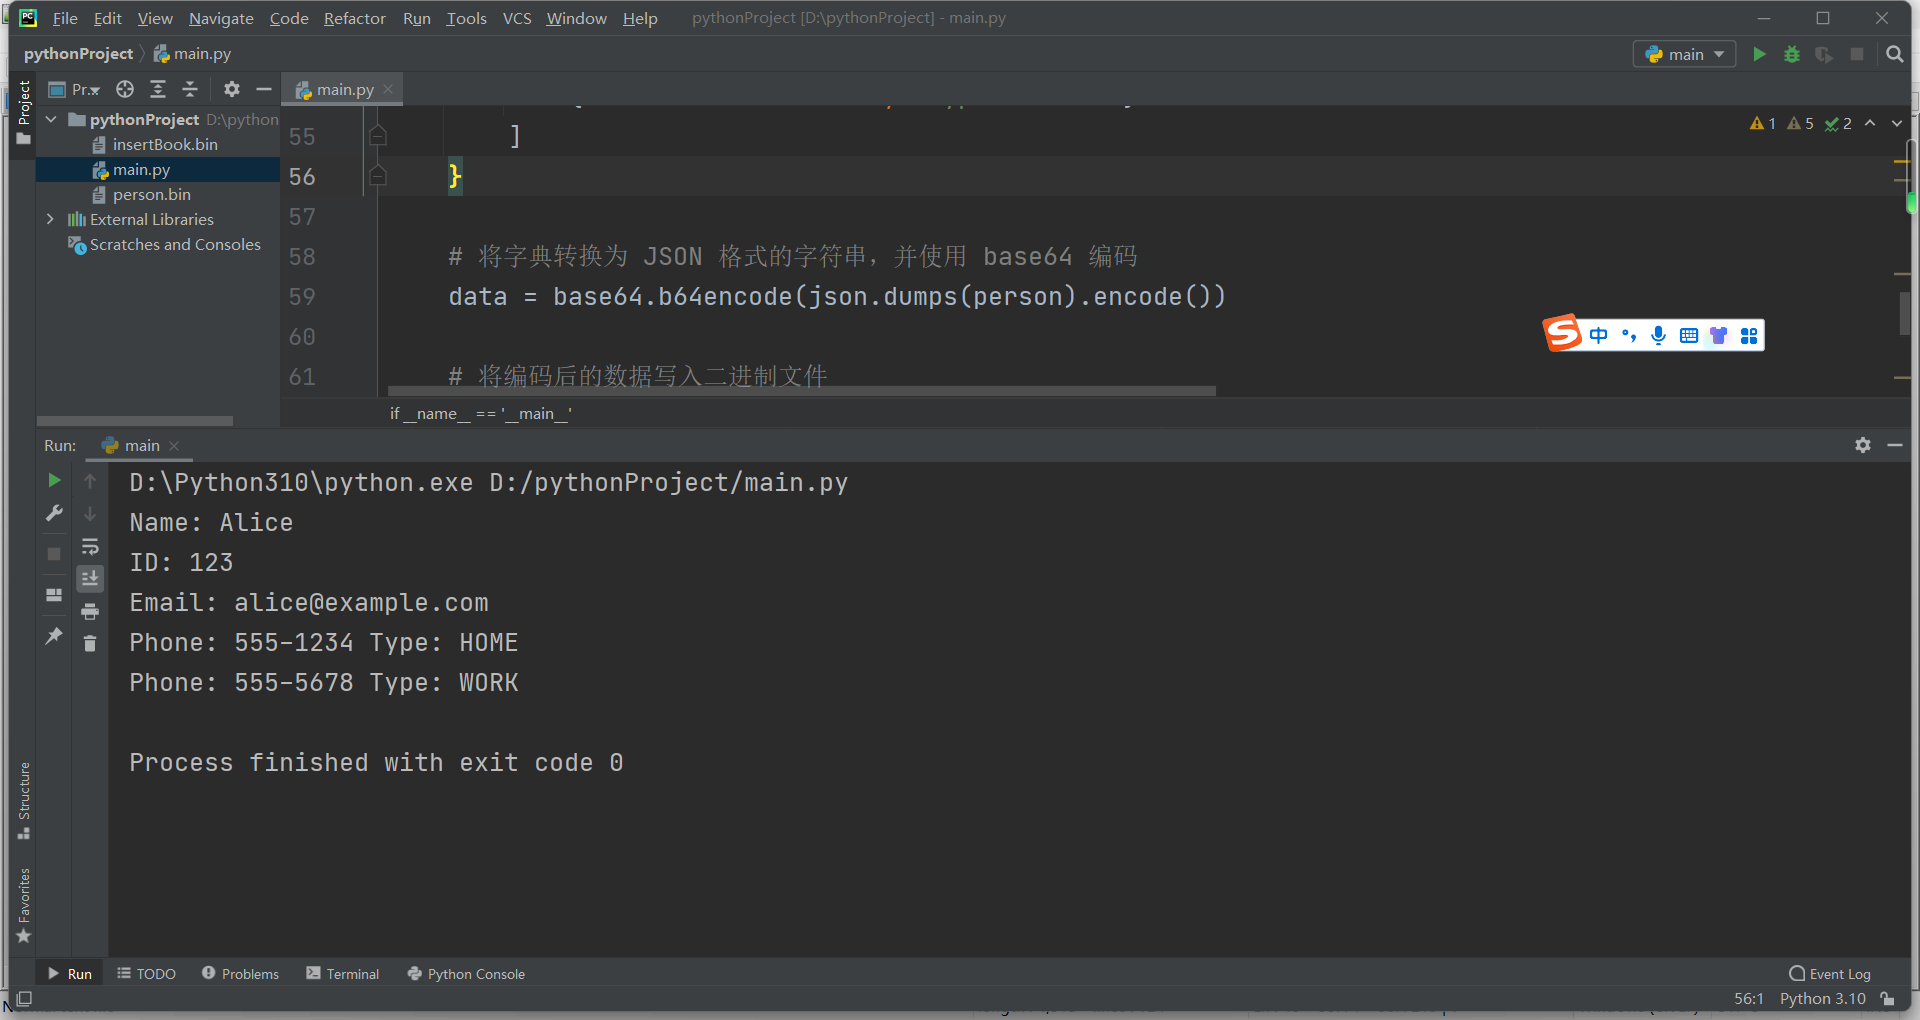 File Edit View Navigate Code Refactor Run Tools VCS Window Help pythonProject [D:\pythonProject] - main.py
pythonProject main.py
main
Project
Pr...
main.py
pythonProject D:\python
insertBook.bin
main.py
person.bin
External Libraries
Scratches and Consoles
1 5 2
55 ]
56 }
57
58 # 将字典转换为 JSON 格式的字符串，并使用 base64 编码
59 data = base64.b64encode(json.dumps(person).encode())
60
61 # 将编码后的数据写入二进制文件
中
if __name__ == '__main__'
Run: main
D:\Python310\python.exe D:/pythonProject/main.py
Name: Alice
ID: 123
Email: alice@example.com
Phone: 555-1234 Type: HOME
Phone: 555-5678 Type: WORK
Process finished with exit code 0
Structure
Favorites
Run TODO Problems Terminal Python Console Event Log
56:1 Python 3.10